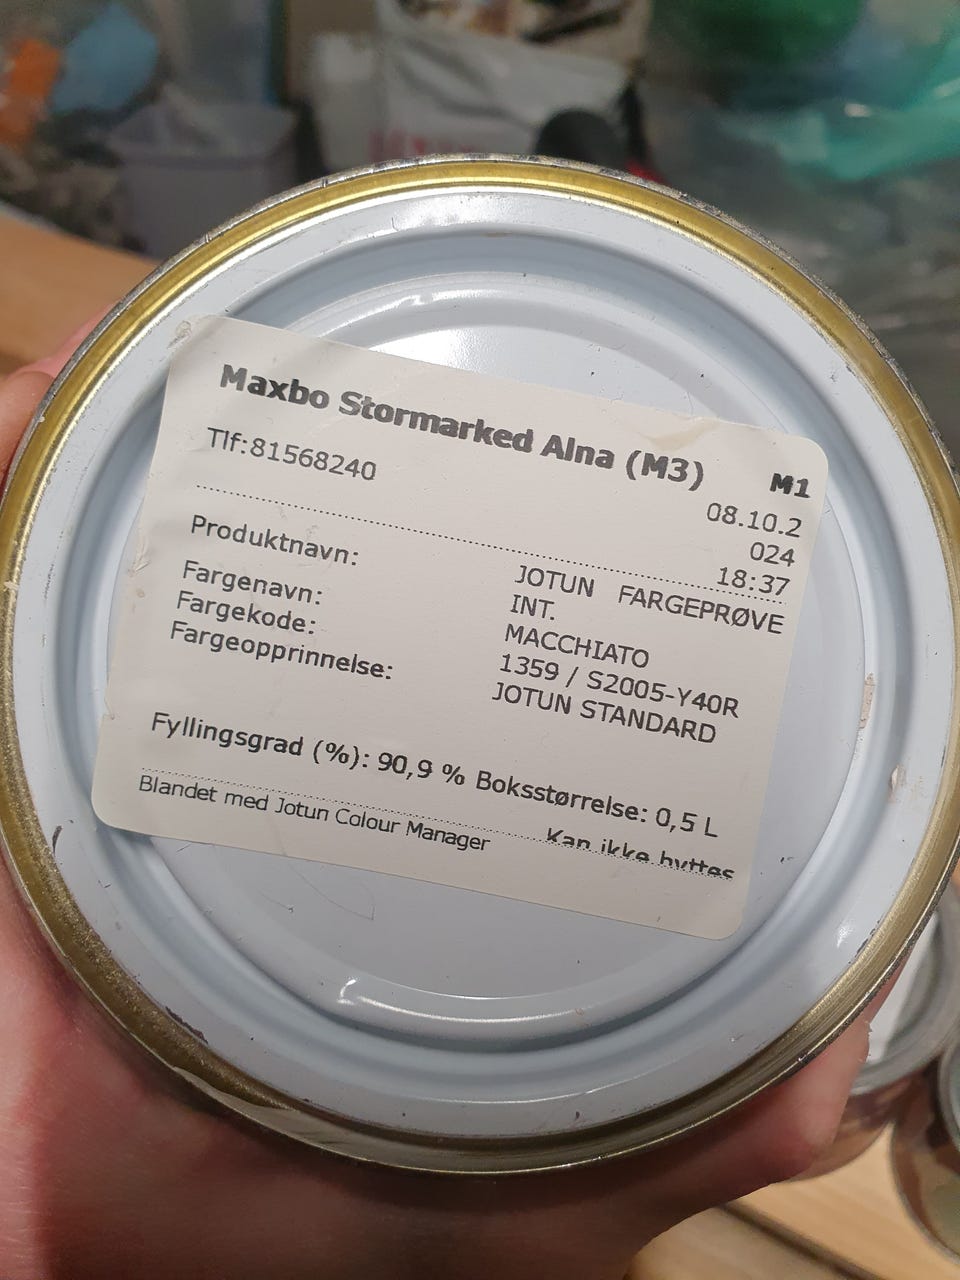 Maxbo Stormarked Alna (M3)
M1
Tlf:81568240
08.10.2
024
18:37
Produktnavn: JOTUN FARGEPRØVE
INT.
Fargenavn: MACCHIATO
Fargekode: 1359 / S2005-Y40R
Fargeopprinnelse: JOTUN STANDARD
Fyllingsgrad (%): 90,9 % Boksstørrelse: 0,5 L
Blandet med Jotun Colour Manager
Kan ikke byttes